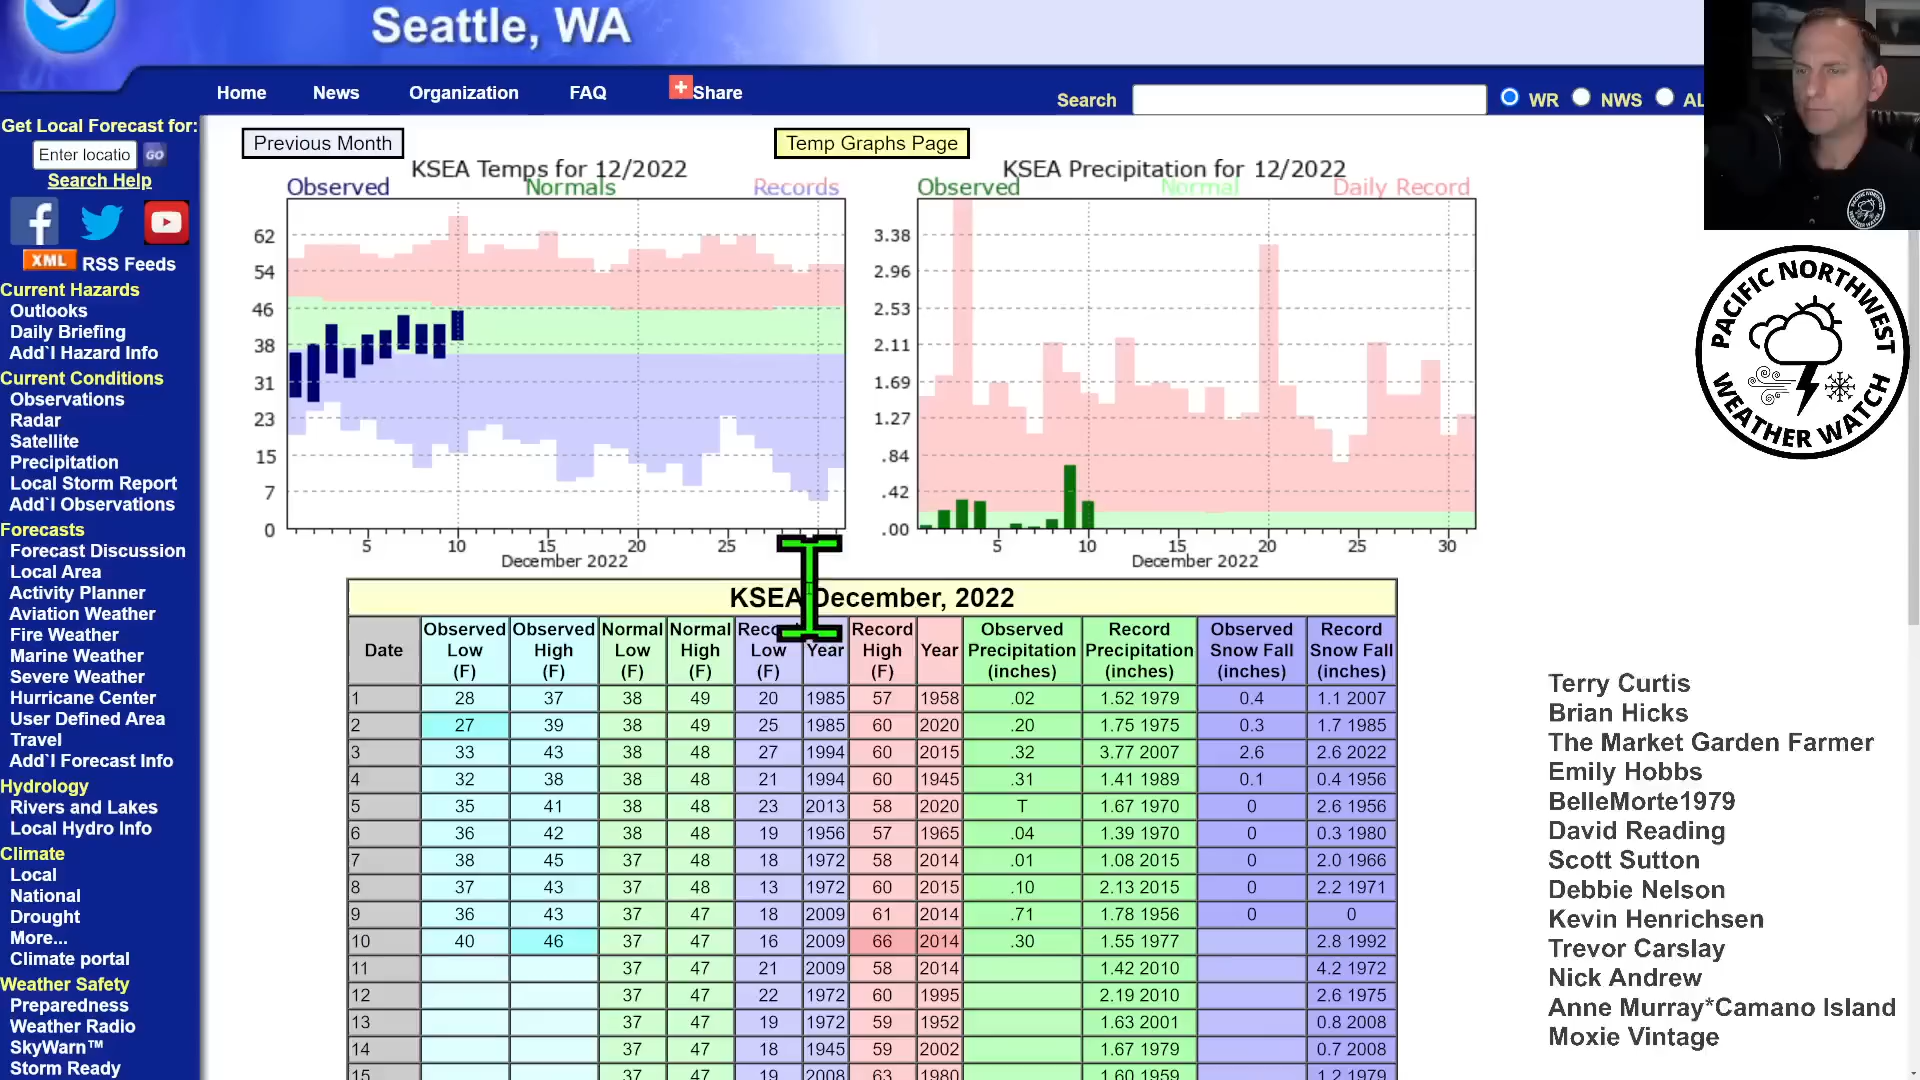 Seattle, WA
Home News Organization FAQ Share
Search WR NWS AL
Get Local Forecast for:
Enter locatio GO
Search Help
XML RSS Feeds
Current Hazards
Outlooks
Daily Briefing
Add`l Hazard Info
Current Conditions
Observations
Radar
Satellite
Precipitation
Local Storm Report
Add`l Observations
Forecasts
Forecast Discussion
Local Area
Activity Planner
Aviation Weather
Fire Weather
Marine Weather
Severe Weather
Hurricane Center
User Defined Area
Travel
Add`l Forecast Info
Hydrology
Rivers and Lakes
Local Hydro Info
Climate
Local
National
Drought
More...
Climate portal
Weather Safety
Preparedness
Weather Radio
SkyWarn™
Storm Ready
Previous Month
Temp Graphs Page
KSEA Temps for 12/2022
Observed Normals Records
62
54
46
38
31
23
15
7
0
5 10 15 20 25
December 2022
KSEA Precipitation for 12/2022
Observed Normal Daily Record
3.38
2.96
2.53
2.11
1.69
1.27
.84
.42
.00
5 10 15 20 25 30
December 2022
KSEA December, 2022
Date Observed Low (F) Observed High (F) Normal Low (F) Normal High (F) Low (F) Year Record High (F) Year Observed Precipitation (inches) Record Precipitation (inches) Observed Snow Fall (inches) Record Snow Fall (inches)
1 28 37 38 49 20 1985 57 1958 .02 1.52 1979 0.4 1.1 2007
2 27 39 38 49 25 1985 60 2020 .20 1.75 1975 0.3 1.7 1985
3 33 43 38 48 27 1994 60 2015 .32 3.77 2007 2.6 2.6 2022
4 32 38 38 48 21 1994 60 1945 .31 1.41 1989 0.1 0.4 1956
5 35 41 38 48 23 2013 58 2020 T 1.67 1970 0 2.6 1956
6 36 42 38 48 19 1956 57 1965 .04 1.39 1970 0 0.3 1980
7 38 45 37 48 18 1972 58 2014 .01 1.08 2015 0 2.0 1966
8 37 43 37 48 13 1972 60 2015 .10 2.13 2015 0 2.2 1971
9 36 43 37 47 18 2009 61 2014 .71 1.78 1956 0 0
10 40 46 37 47 16 2009 66 2014 .30 1.55 1977 2.8 1992
11 37 47 21 2009 58 2014 1.42 2010 4.2 1972
12 37 47 22 1972 60 1995 2.19 2010 2.6 1975
13 37 47 19 1972 59 1952 1.63 2001 0.8 2008
14 37 47 18 1945 59 2002 1.67 1979 0.7 2008
15 37 47 19 2008 63 1980 1.60 1959 1.2 1979
PACIFIC NORTHWEST
WEATHER WATCH
Terry Curtis
Brian Hicks
The Market Garden Farmer
Emily Hobbs
BelleMorte1979
David Reading
Scott Sutton
Debbie Nelson
Kevin Henrichsen
Trevor Carslay
Nick Andrew
Anne Murray*Camano Island
Moxie Vintage